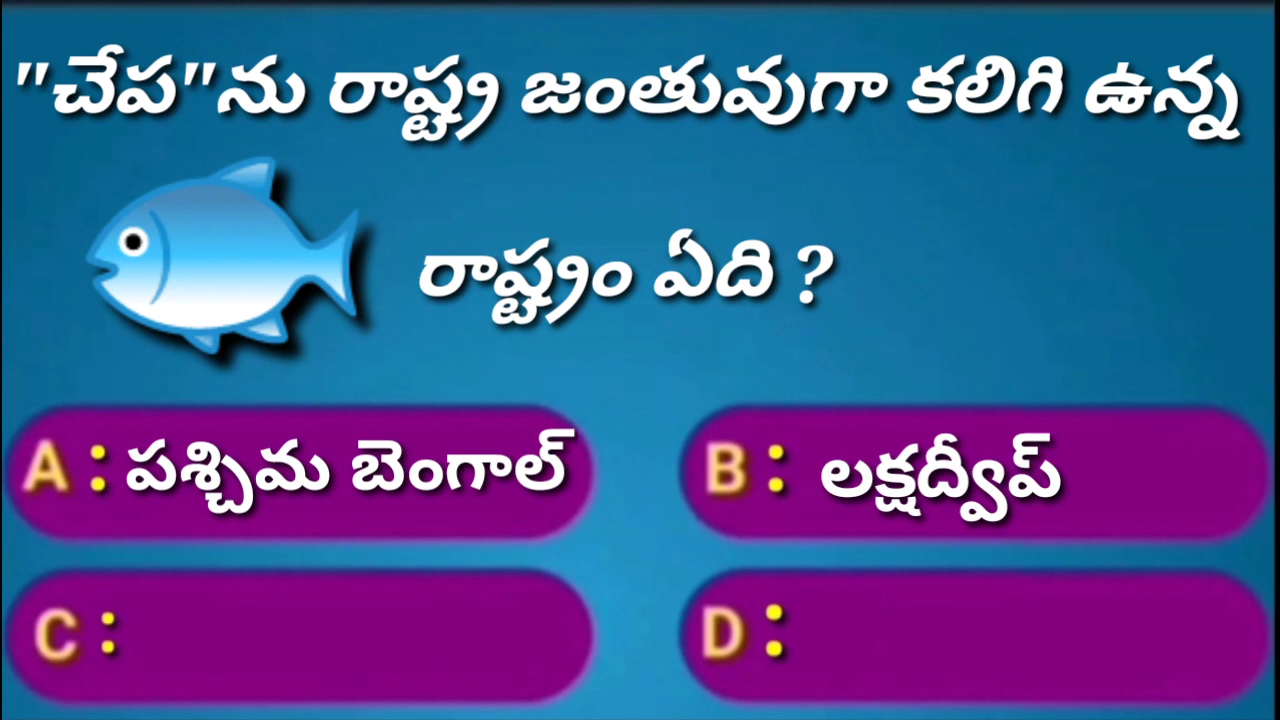 "చేప"ను రాష్ట్ర జంతువుగా కలిగి ఉన్న
రాష్ట్రం ఏది ?
A : పశ్చిమ బెంగాల్
B : లక్షద్వీప్
C :
D :